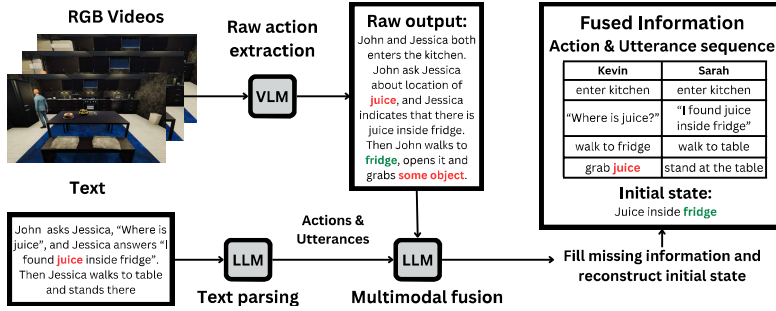 RGB Videos
Raw action
extraction
VLM
Raw output:
John and Jessica both
enters the kitchen.
John ask Jessica
about location of
juice, and Jessica
indicates that there is
juice inside fridge.
Then John walks to
fridge, opens it and
grabs some object.
Text
John asks Jessica, “Where is
juice”, and Jessica answers “I
found juice inside fridge”.
Then Jessica walks to table
and stands there
LLM
Text parsing
Actions &
Utterances
LLM
Multimodal fusion
Fill missing information and
reconstruct initial state
Fused Information
Action & Utterance sequence
Kevin Sarah
enter kitchen enter kitchen
“Where is juice?” “I found juice
inside fridge”
walk to fridge walk to table
grab juice stand at the table
Initial state:
Juice inside fridge